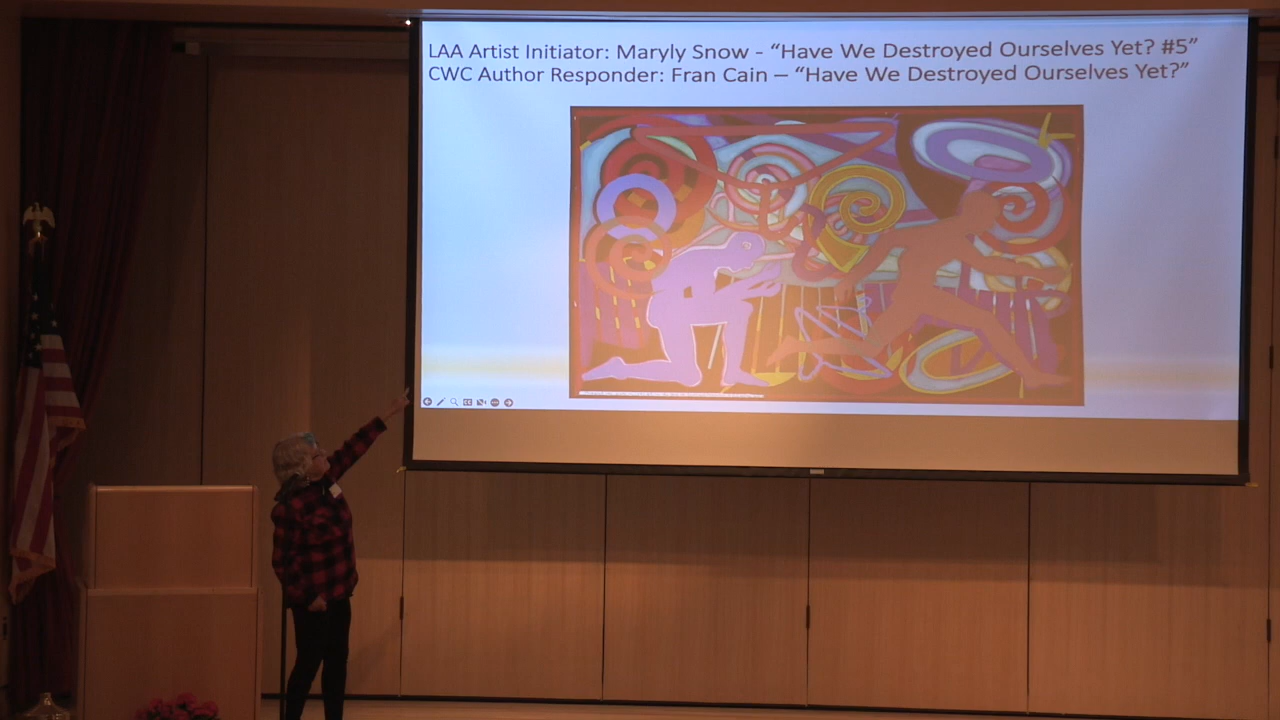 LAA Artist Initiator: Maryly Snow - “Have We Destroyed Ourselves Yet? #5”
CWC Author Responder: Fran Cain – “Have We Destroyed Ourselves Yet?”